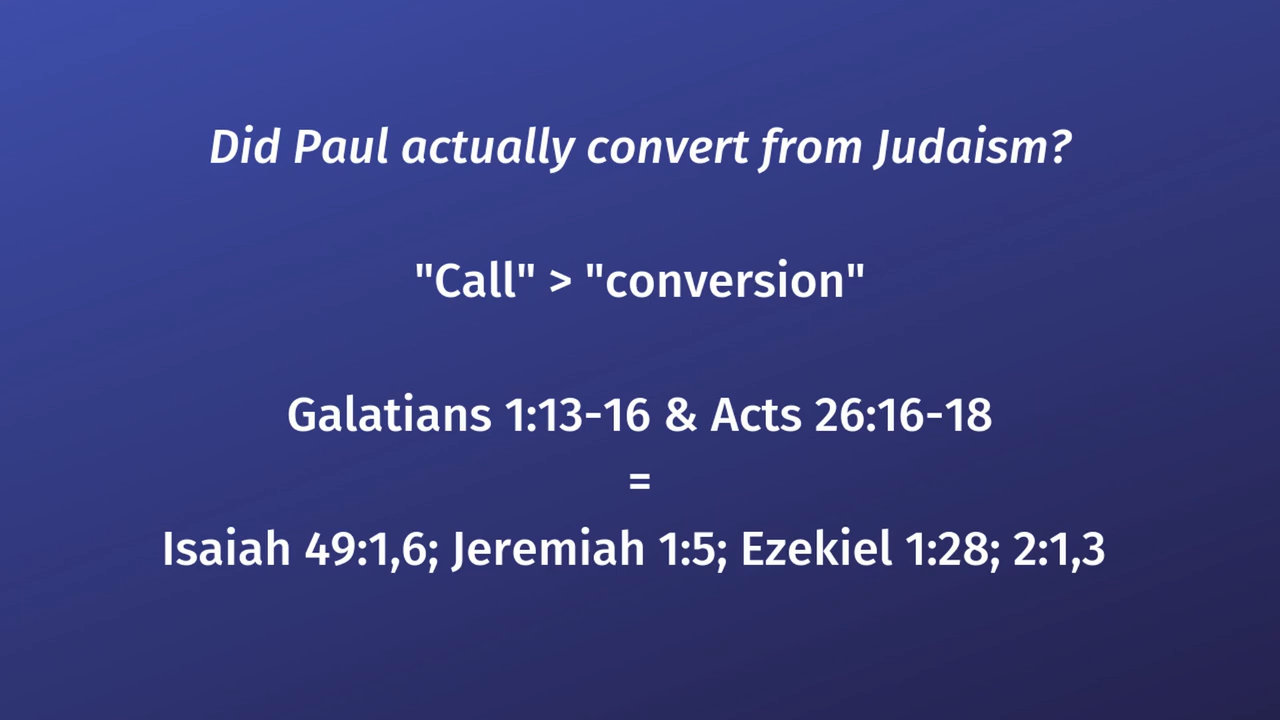 Did Paul actually convert from Judaism?
"Call" > "conversion"
Galatians 1:13-16 & Acts 26:16-18
=
Isaiah 49:1,6; Jeremiah 1:5; Ezekiel 1:28; 2:1,3